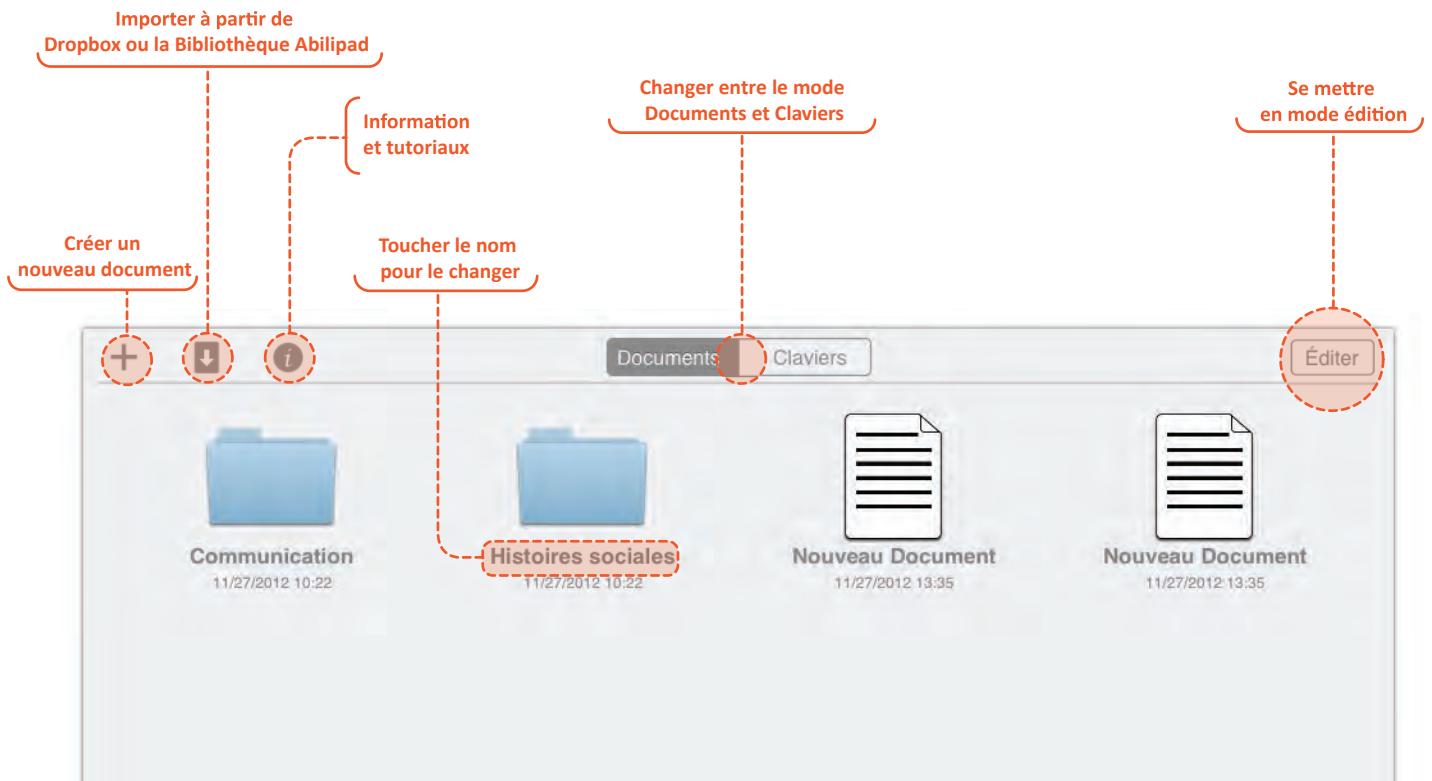 Importer à partir de
Dropbox ou la Bibliothèque Abilipad
Changer entre le mode
Documents et Claviers
Se mettre
en mode édition
Information
et tutoriaux
Créer un
nouveau document
Toucher le nom
pour le changer
Documents
Claviers
Éditer
Communication
11/27/2012 10:22
Histoires sociales
11/27/2012 10:22
Nouveau Document
11/27/2012 13:35
Nouveau Document
11/27/2012 13:35